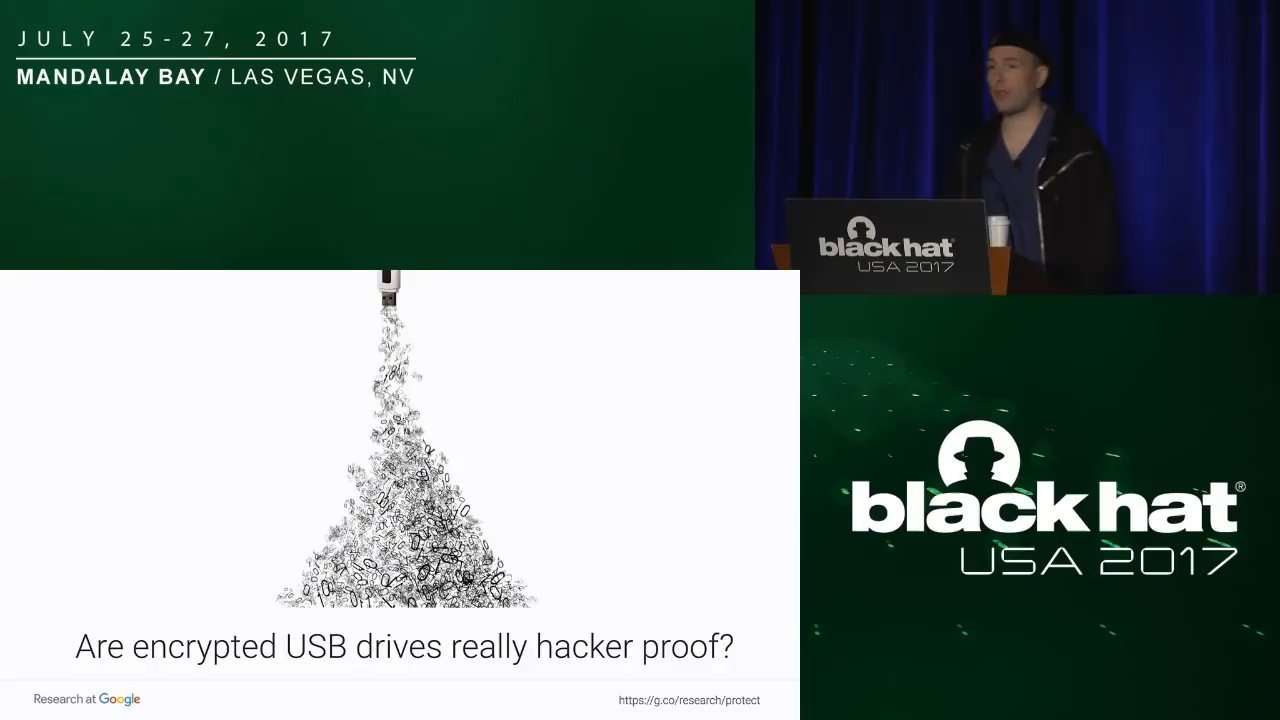 JULY 25-27, 2017
MANDALAY BAY / LAS VEGAS, NV
black hat
USA 2017
Are encrypted USB drives really hacker proof?
Research at Google
https://g.co/research/protect
black hat®
USA 2017